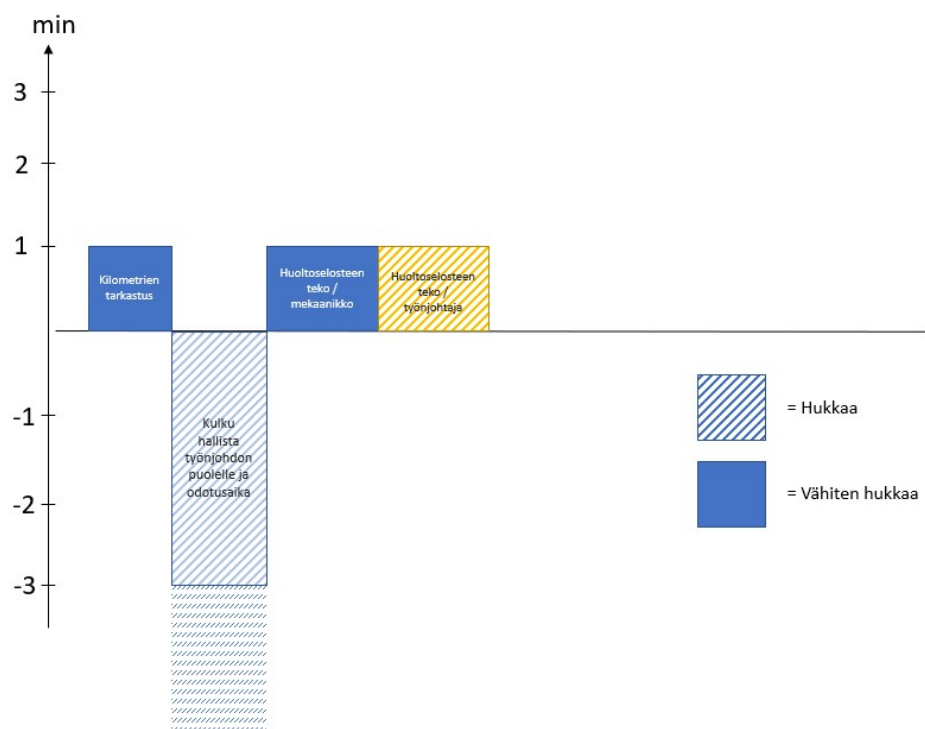 min
3
2
1
-1
-2
-3
Kilometrien
tarkastus
Kulku
hallista
työnjohdon
puolelle ja
odotusaika
Huoltoselosteen
teko /
mekaanikko
Huoltoselosteen
teko /
työnjohtaja
= Hukkaa
= Vähiten hukkaa